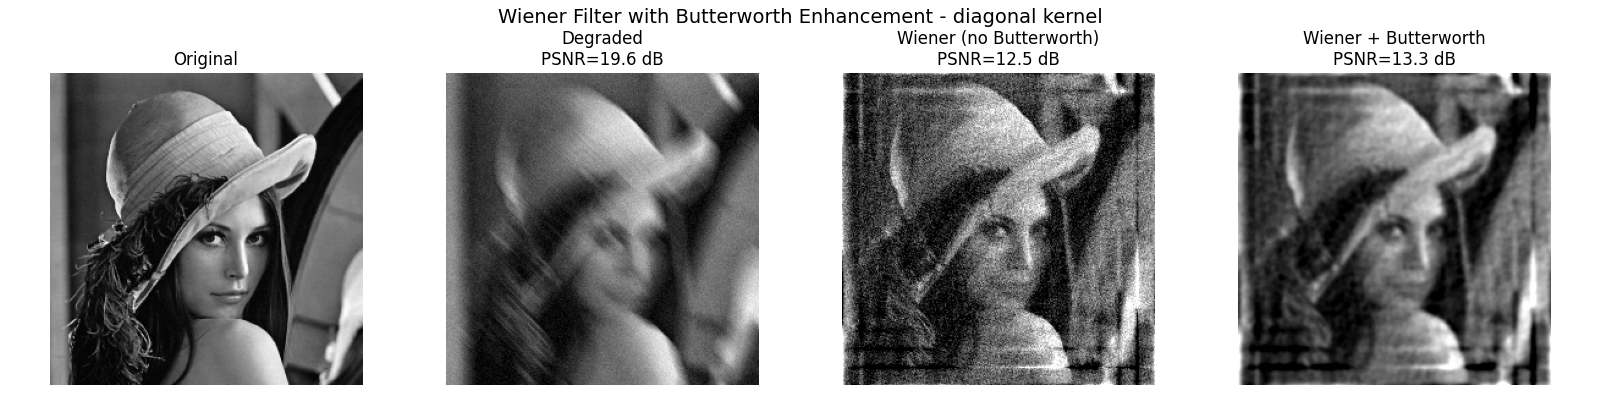 Wiener Filter with Butterworth Enhancement - diagonal kernel
Original
Degraded
PSNR=19.6 dB
Wiener (no Butterworth)
PSNR=12.5 dB
Wiener + Butterworth
PSNR=13.3 dB